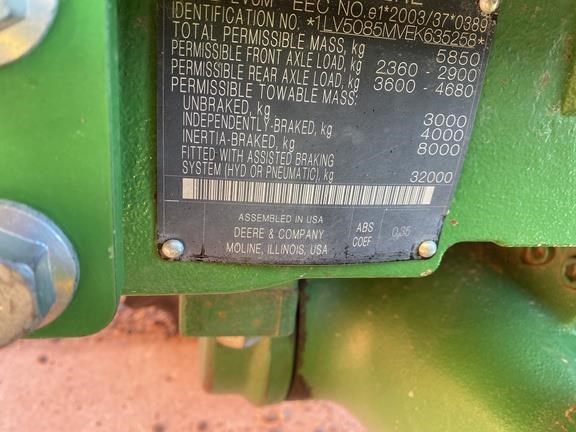 EEC NO. e1*2003/37*0369
IDENTIFICATION NO. *1LV5085MVEK635258*
TOTAL PERMISSIBLE MASS, kg 5850
PERMISSIBLE FRONT AXLE LOAD, kg 2360 - 2900
PERMISSIBLE REAR AXLE LOAD, kg 3600 - 4680
PERMISSIBLE TOWABLE MASS:
UNBRAKED, kg 3000
INDEPENDENTLY-BRAKED, kg 4000
INERTIA-BRAKED, kg 8000
FITTED WITH ASSISTED BRAKING
SYSTEM (HYD OR PNEUMATIC), kg 32000
ASSEMBLED IN USA
DEERE & COMPANY
MOLINE, ILLINOIS, USA
ABS
COEF
0,35